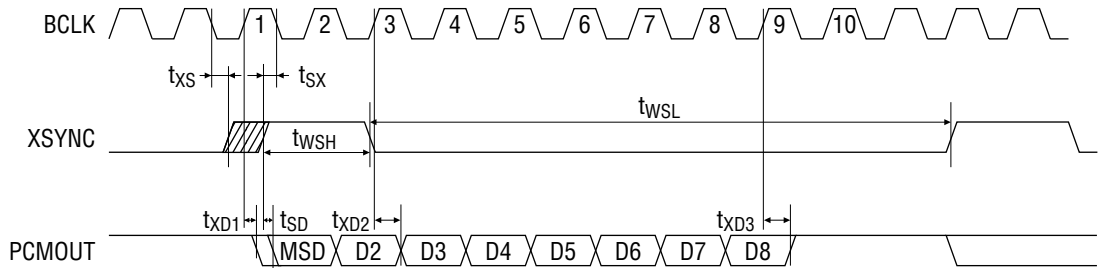 BCLK 1 2 3 4 5 6 7 8 9 10
tXS tSX
XSYNC tWSH tWSL
tXD1 tSD tXD2 tXD3
PCMOUT MSD D2 D3 D4 D5 D6 D7 D8